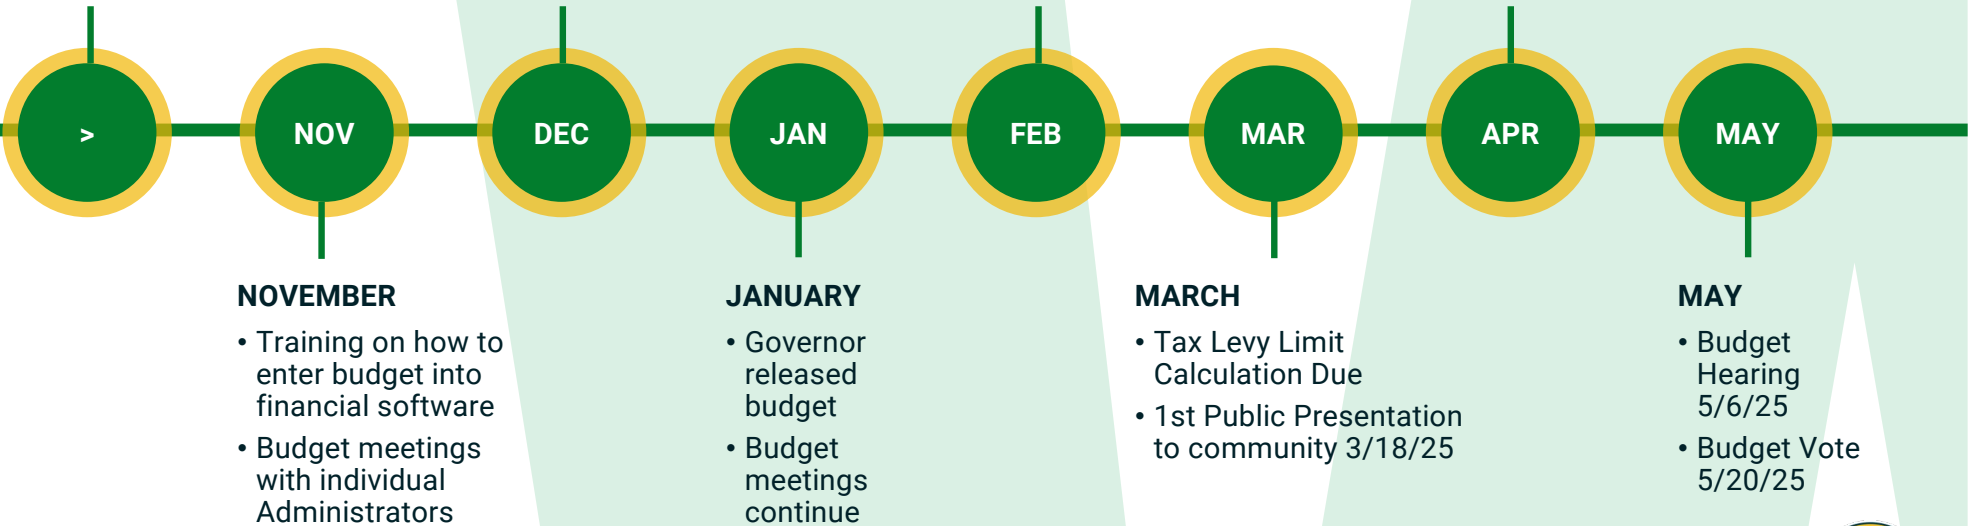 >
NOV
DEC
JAN
FEB
MAR
APR
MAY
NOVEMBER
• Training on how to
enter budget into
financial software
• Budget meetings
with individual
Administrators
JANUARY
• Governor
released
budget
• Budget
meetings
continue
MARCH
• Tax Levy Limit
Calculation Due
• 1st Public Presentation
to community 3/18/25
MAY
• Budget
Hearing
5/6/25
• Budget Vote
5/20/25